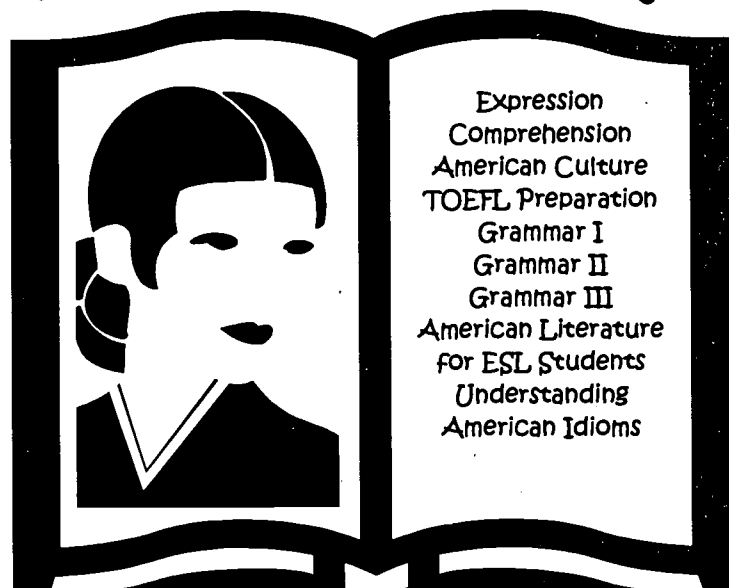 Expression
Comprehension
American Culture
TOEFL Preparation
Grammar I
Grammar II
Grammar III
American Literature
for ESL Students
Understanding
American Idioms